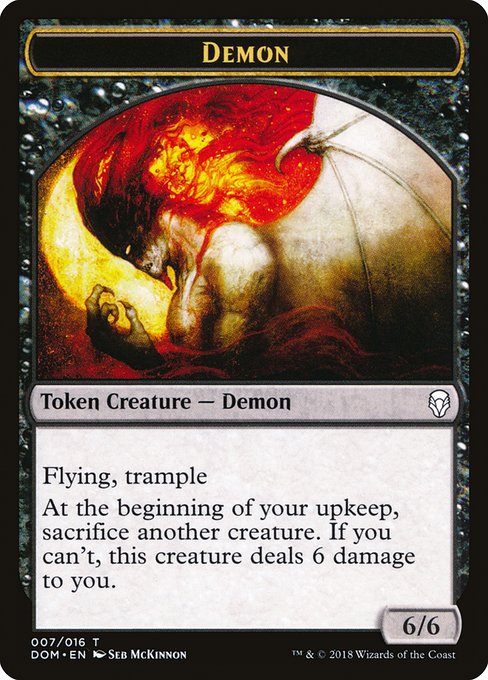 Demon
Token Creature — Demon
Flying, trample
At the beginning of your upkeep,
sacrifice another creature. If you
can't, this creature deals 6 damage
to you.
6/6
007/016 T
DOM • EN Seb McKinnon
™ & © 2018 Wizards of the Coast